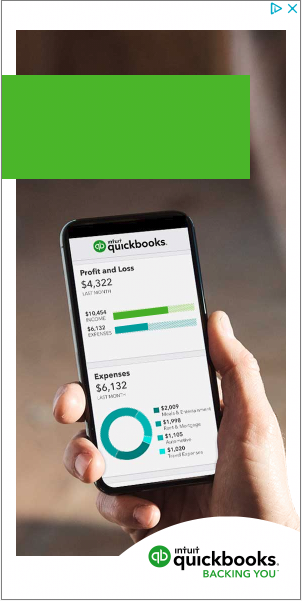 intuit
quickbooks.
Profit and Loss
$4,322
LAST MONTH
$10,454
INCOME
$6,132
EXPENSES
Expenses
$6,132
LAST MONTH
$2,009
Meals & Entertainment
$1,998
Rent & Mortgage
$1,105
Automotive
$1,020
Travel Expenses
intuit
quickbooks.
BACKING YOU™